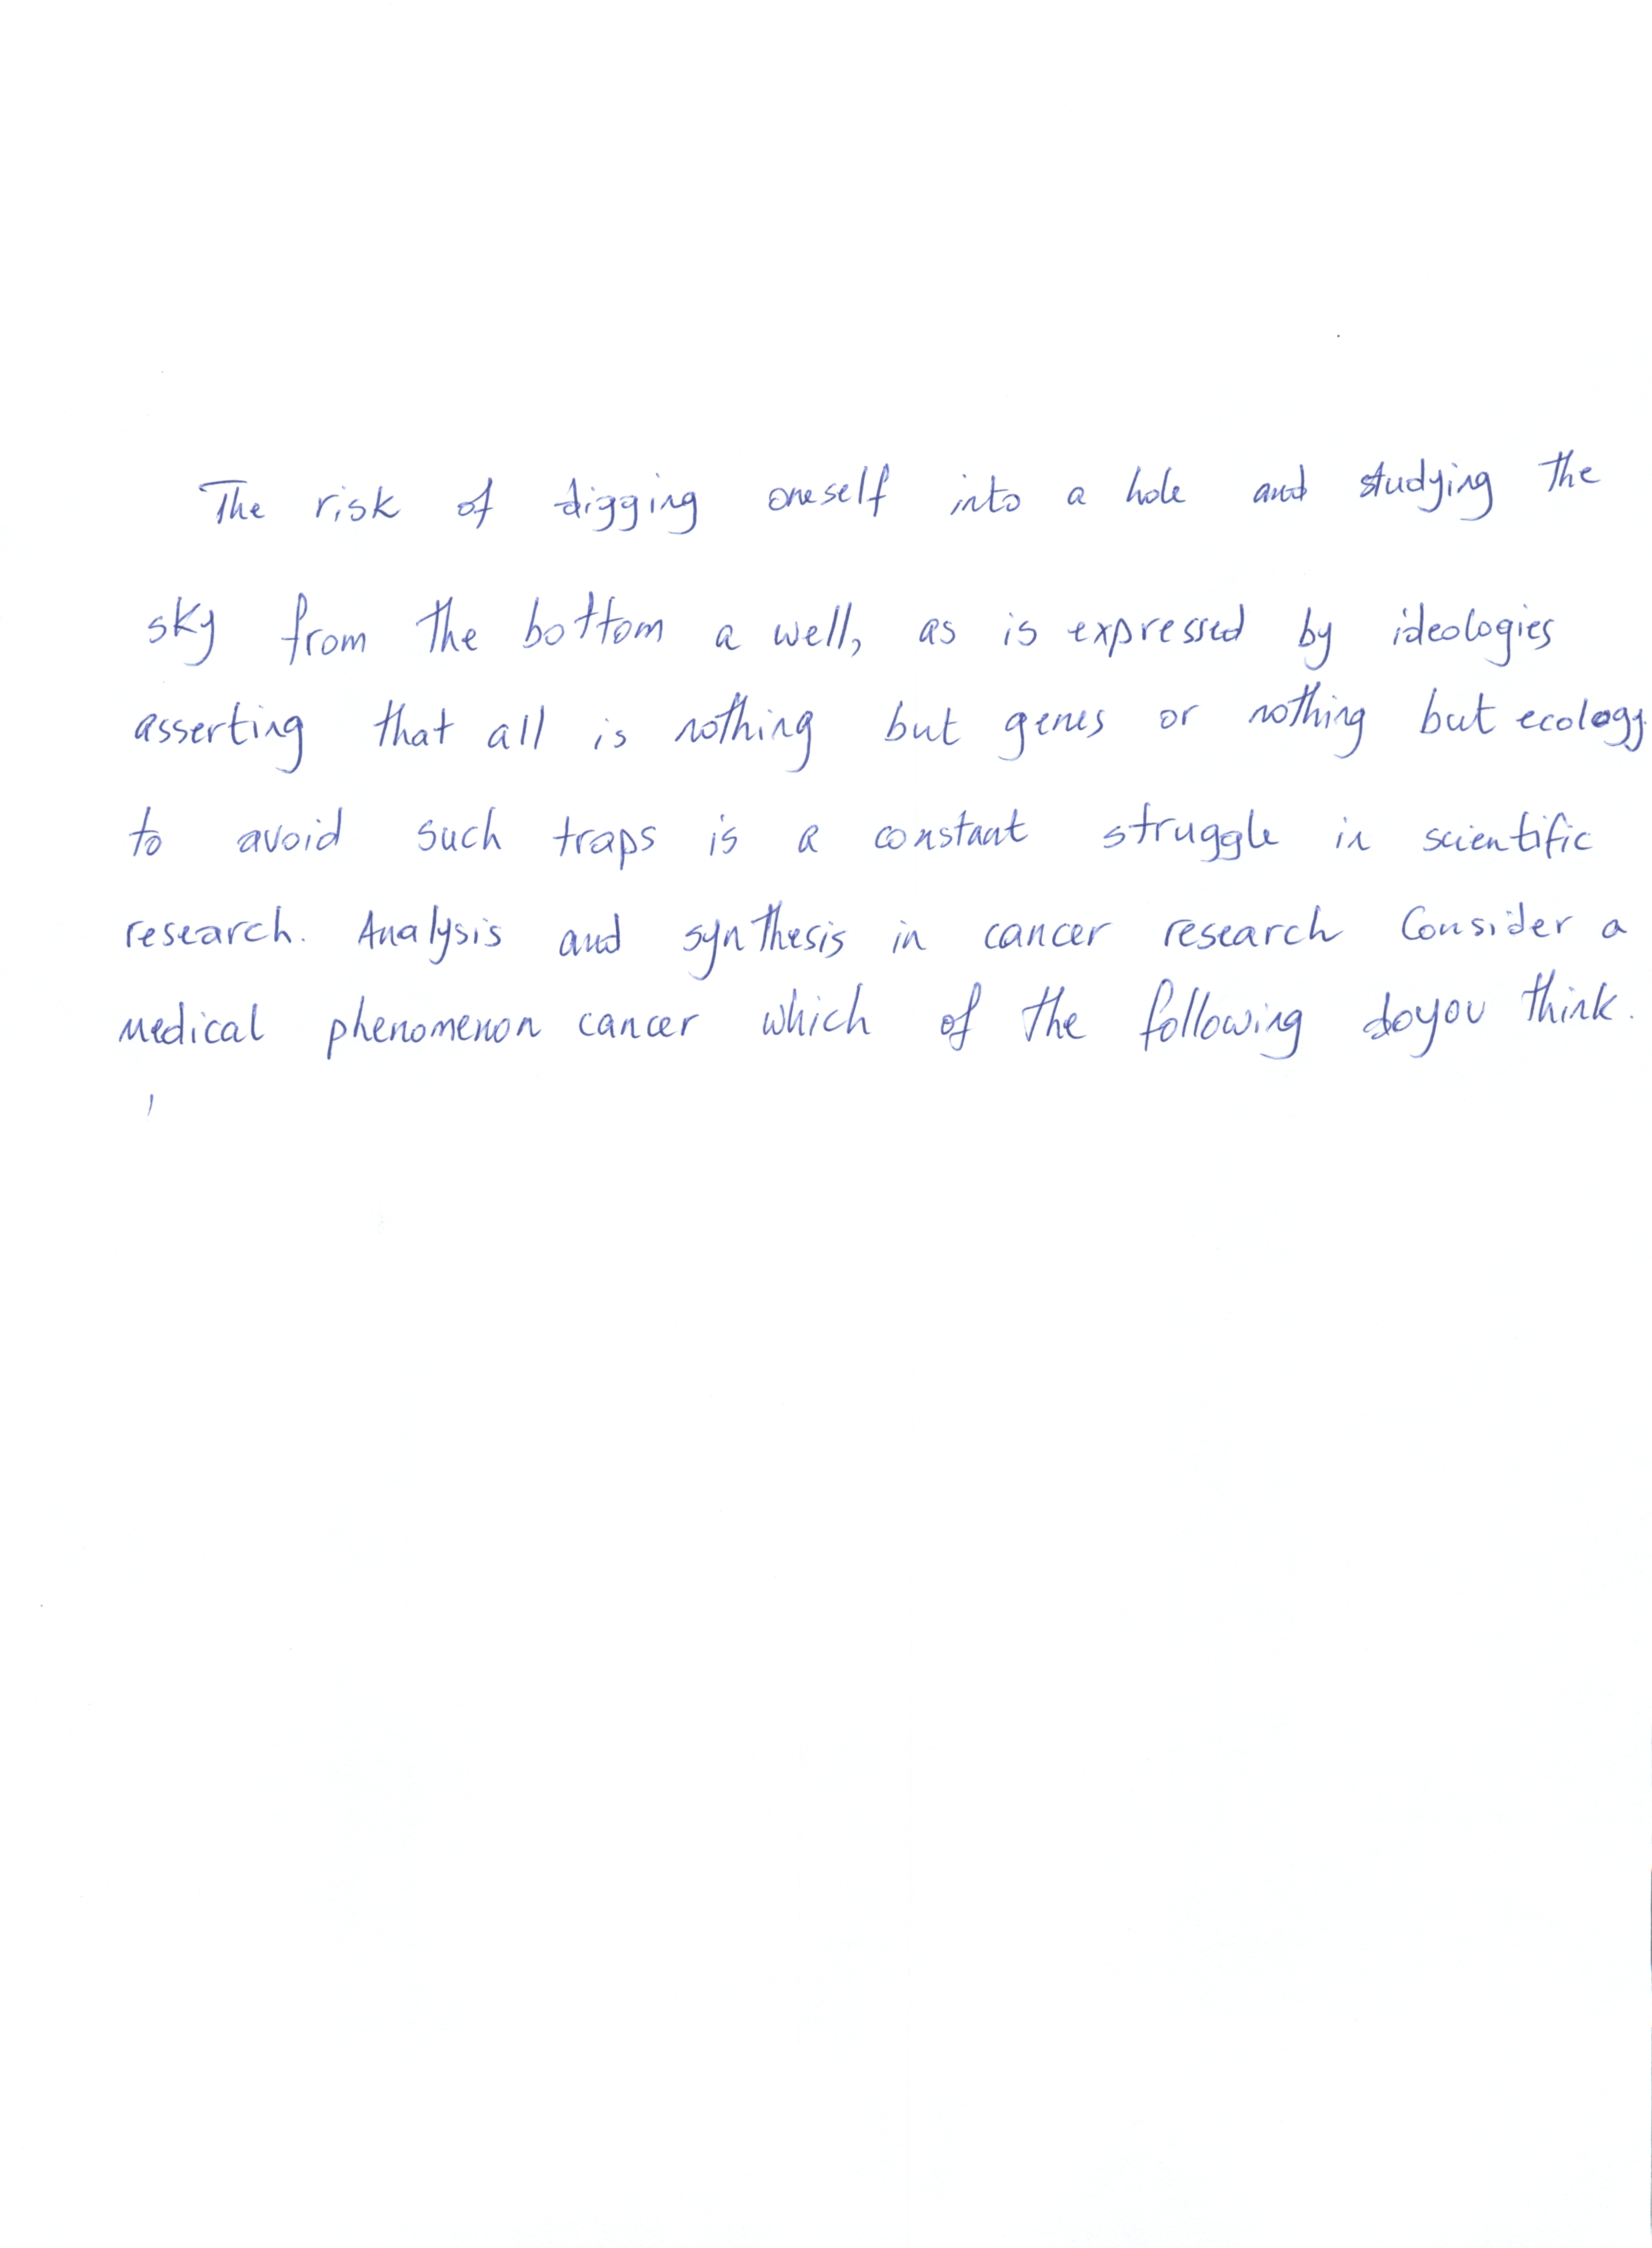 The risk of digging oneself into a hole and studying the
sky from the bottom a well, as is expressed by ideologies
asserting that all is nothing but genes or nothing but ecology.
to avoid such traps is a constant struggle in scientific
research. Analysis and synthesis in cancer research Consider a
medical phenomenon cancer which of the following doyou think.